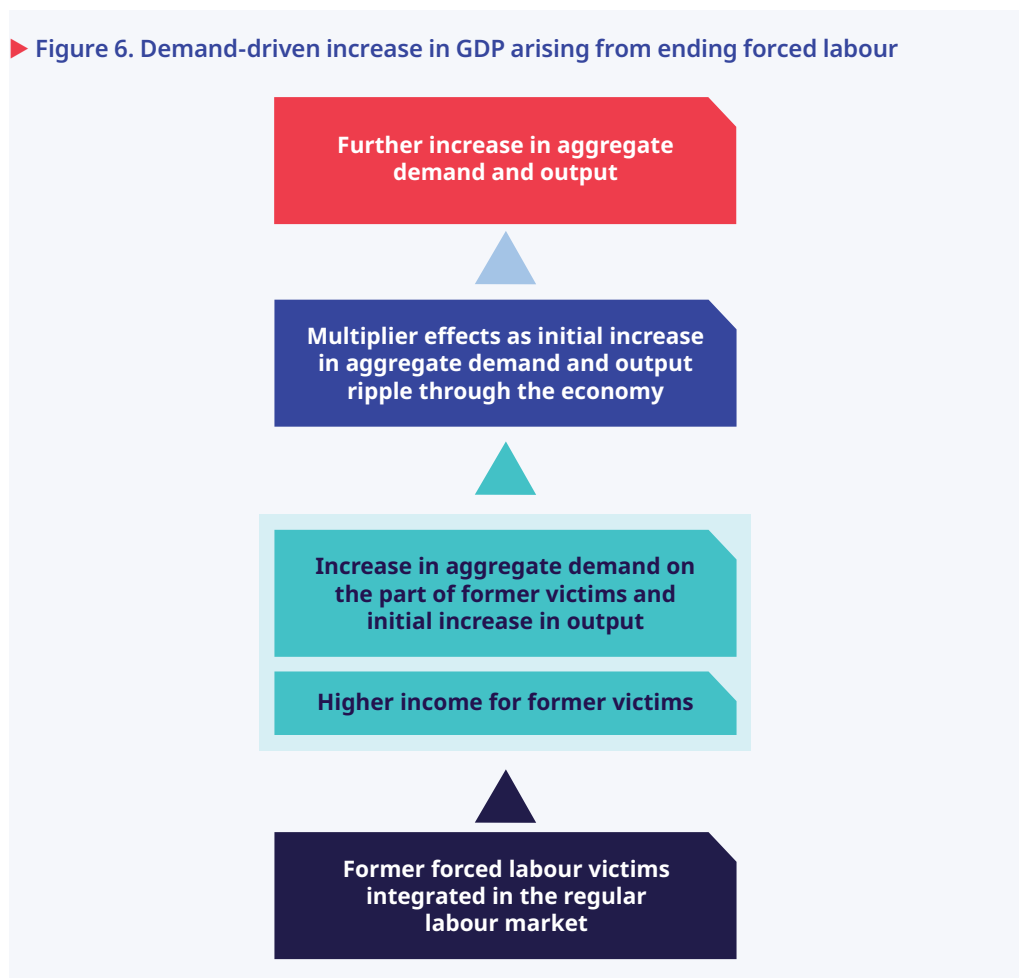 Figure 6. Demand-driven increase in GDP arising from ending forced labour
Further increase in aggregate
demand and output
Multiplier effects as initial increase
in aggregate demand and output
ripple through the economy
Increase in aggregate demand on
the part of former victims and
initial increase in output
Higher income for former victims
Former forced labour victims
integrated in the regular
labour market